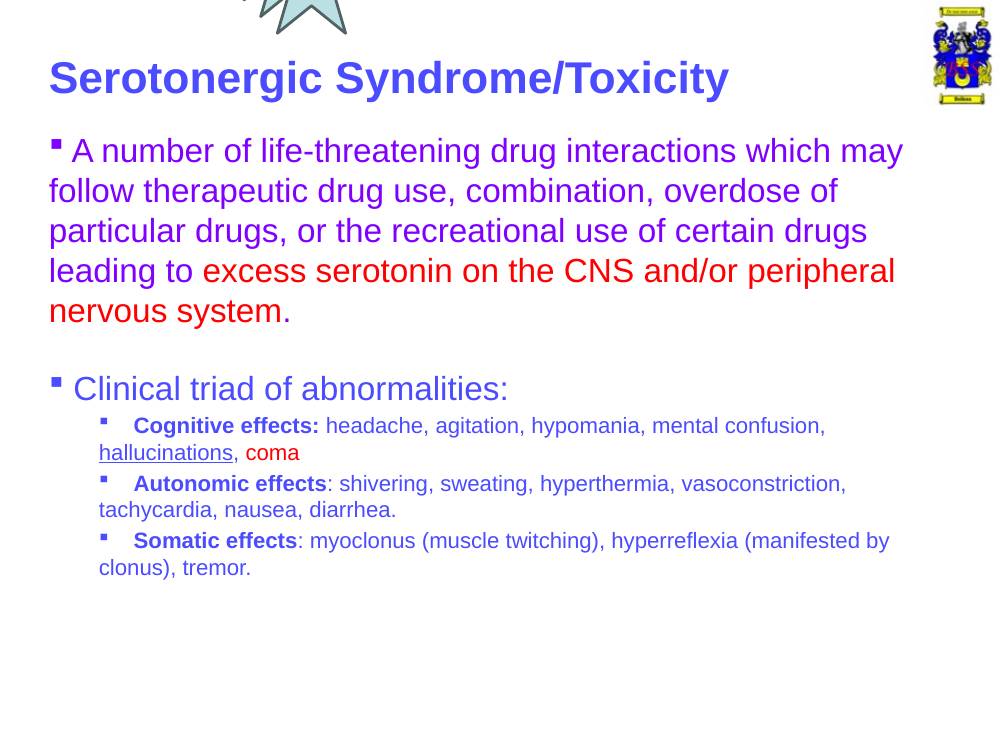 Serotonergic Syndrome/Toxicity
▪ A number of life-threatening drug interactions which may
follow therapeutic drug use, combination, overdose of
particular drugs, or the recreational use of certain drugs
leading to excess serotonin on the CNS and/or peripheral
nervous system.
▪ Clinical triad of abnormalities:
▪ Cognitive effects: headache, agitation, hypomania, mental confusion,
hallucinations, coma
▪ Autonomic effects: shivering, sweating, hyperthermia, vasoconstriction,
tachycardia, nausea, diarrhea.
▪ Somatic effects: myoclonus (muscle twitching), hyperreflexia (manifested by
clonus), tremor.